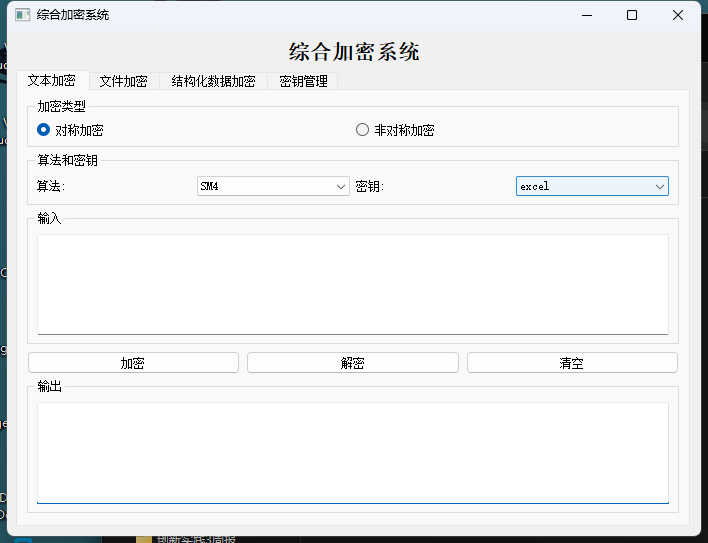 综合加密系统
综合加密系统
文本加密 文件加密 结构化数据加密 密钥管理
加密类型
对称加密 非对称加密
算法和密钥
算法: SM4 密钥: excel
输入
加密 解密 清空
输出